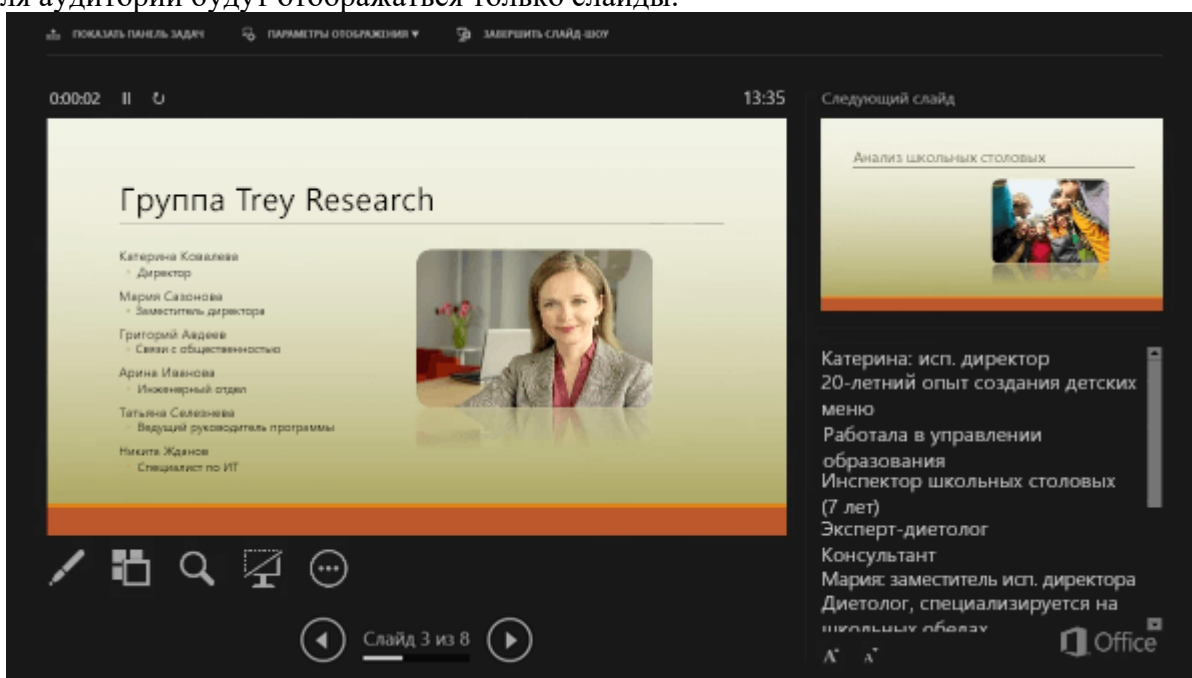 ля аудитории будут отображаться только слайды.
ПОКАЗАТЬ ПАНЕЛЬ ЗАДАЧ ПАРАМЕТРЫ ОТОБРАЖЕНИЯ ▼ ЗАВЕРШИТЬ СЛАЙД-ШОУ
0:00:02 13:35 Следующий слайд
Группа Trey Research
Катерина Ковалева
Директор
Мария Сазонова
Заместитель директора
Григорий Авдеев
Связи с общественностью
Арина Иванова
Инженерный отдел
Татьяна Селезнева
Ведущий руководитель программы
Никита Жданов
Специалист по ИТ
Анализ школьных столовых
Катерина: исп. директор
20-летний опыт создания детских
меню
Работала в управлении
образования
Инспектор школьных столовых
(7 лет)
Эксперт-диетолог
Консультант
Мария: заместитель исп. директора
Диетолог, специализируется на
школьных обедах
Слайд 3 из 8
A A
Office